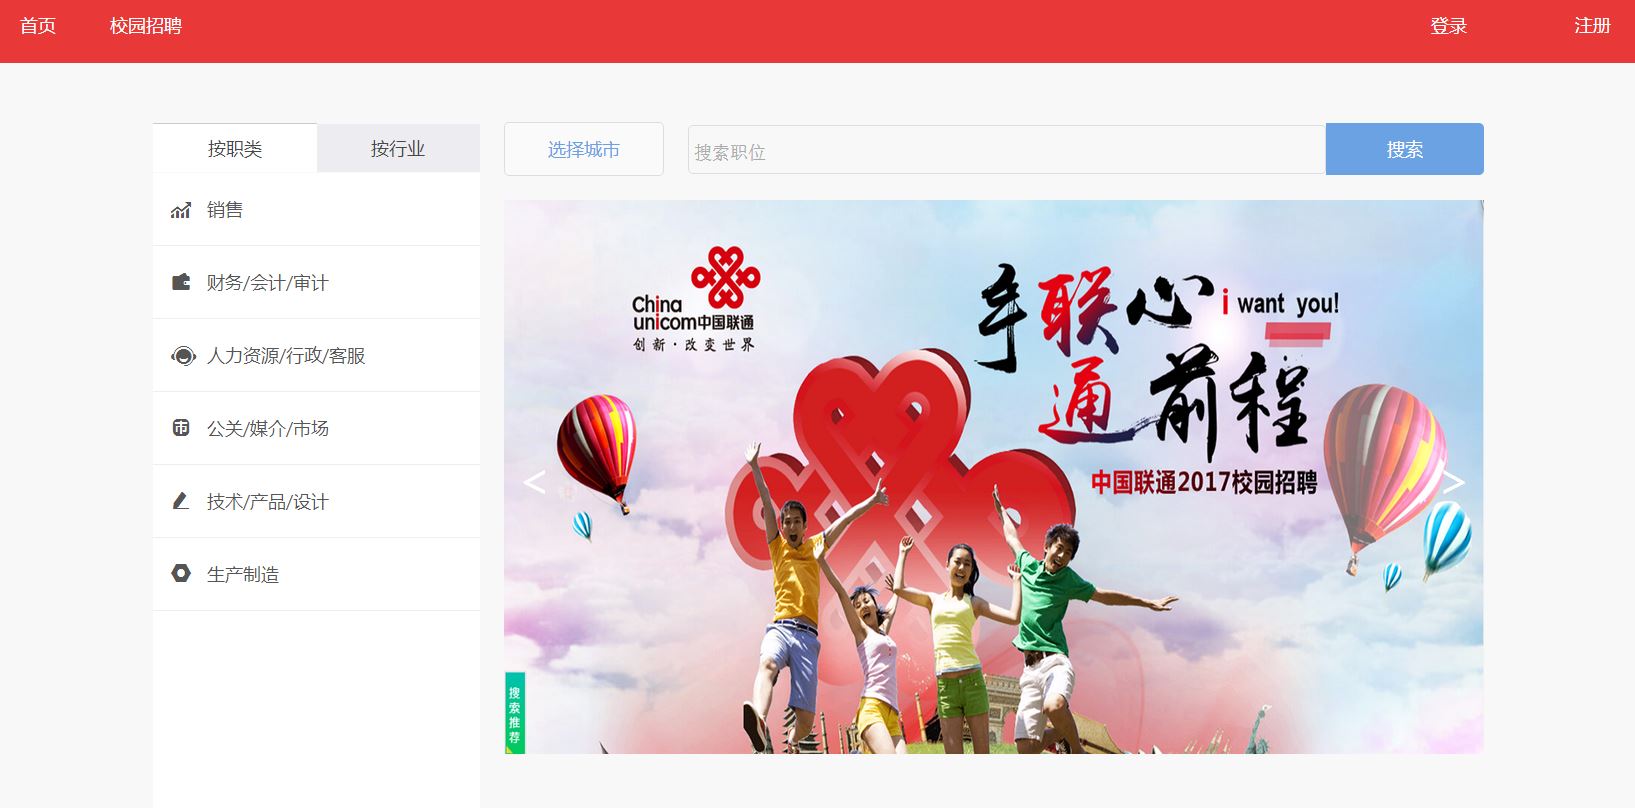 首页
校园招聘
登录
注册
按职类
按行业
选择城市
搜索职位
搜索
销售
财务/会计/审计
人力资源/行政/客服
公关/媒介/市场
技术/产品/设计
生产制造
China
unicom中国联通
创新·改变世界
手联心 i want you!
通前程
中国联通2017校园招聘
搜索推荐